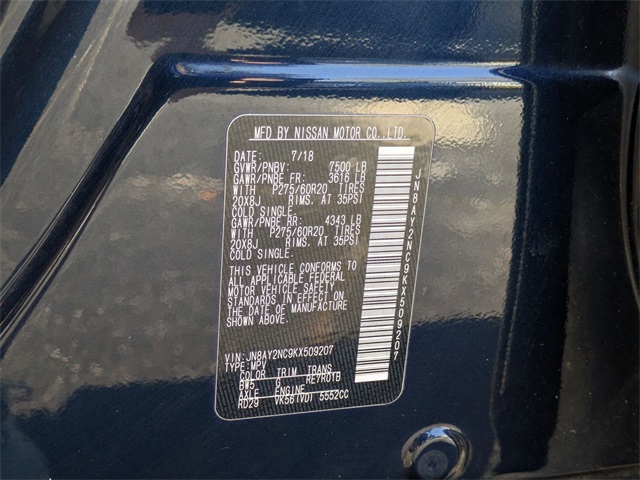 MFD BY NISSAN MOTOR CO.,LTD.
DATE: 7/18
GVWR/PNBV: 7500 LB
GAWR/PNBE FR: 3616 LB
WITH P275/60R20 TIRES
20X8J RIMS. AT 35PSI
COLD SINGLE.
GAWR/PNBE RR: 4343 LB
WITH P275/60R20 TIRES
20X8J RIMS. AT 35PSI
COLD SINGLE.
THIS VEHICLE CONFORMS TO
ALL APPLICABLE FEDERAL
MOTOR VEHICLE SAFETY
STANDARDS IN EFFECT ON
THE DATE OF MANUFACTURE
SHOWN ABOVE.
VIN: JN8AY2NC9KX509207
TYPE: MPV
COLOR TRIM TRANS
BW5 G RE7R01B
AXLE ENGINE
RD29 VK56(VD) 5552CC
JN8AY2NC9KX509207